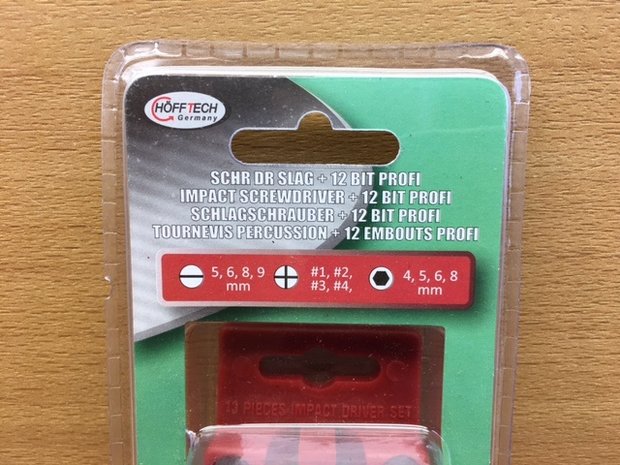 HÖFFTECH
Germany
SCHR DR SLAG + 12 BIT PROFI
IMPACT SCREWDRIVER + 12 BIT PROFI
SCHLAGSCHRAUBER + 12 BIT PROFI
TOURNEVIS PERCUSSION + 12 EMBOUTS PROFI
5, 6, 8, 9
mm
#1, #2,
#3, #4,
4, 5, 6, 8
mm
13 PIECES IMPACT DRIVER SET